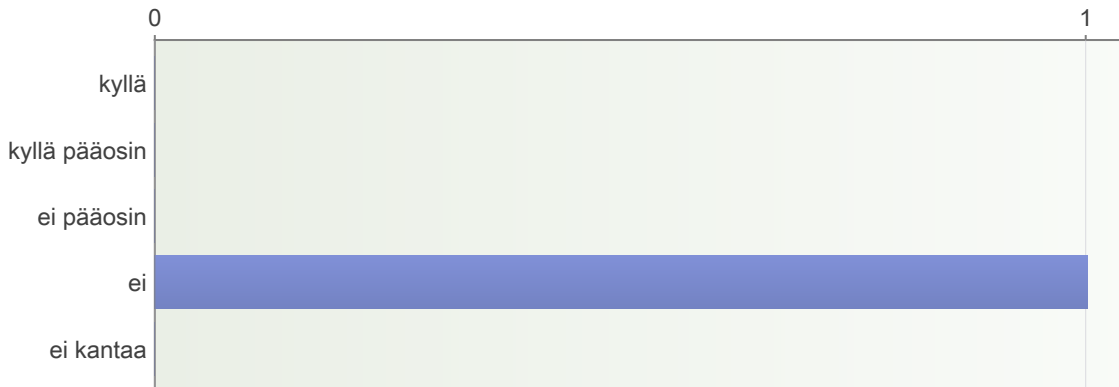 0 1
kyllä
kyllä pääosin
ei pääosin
ei
ei kantaa